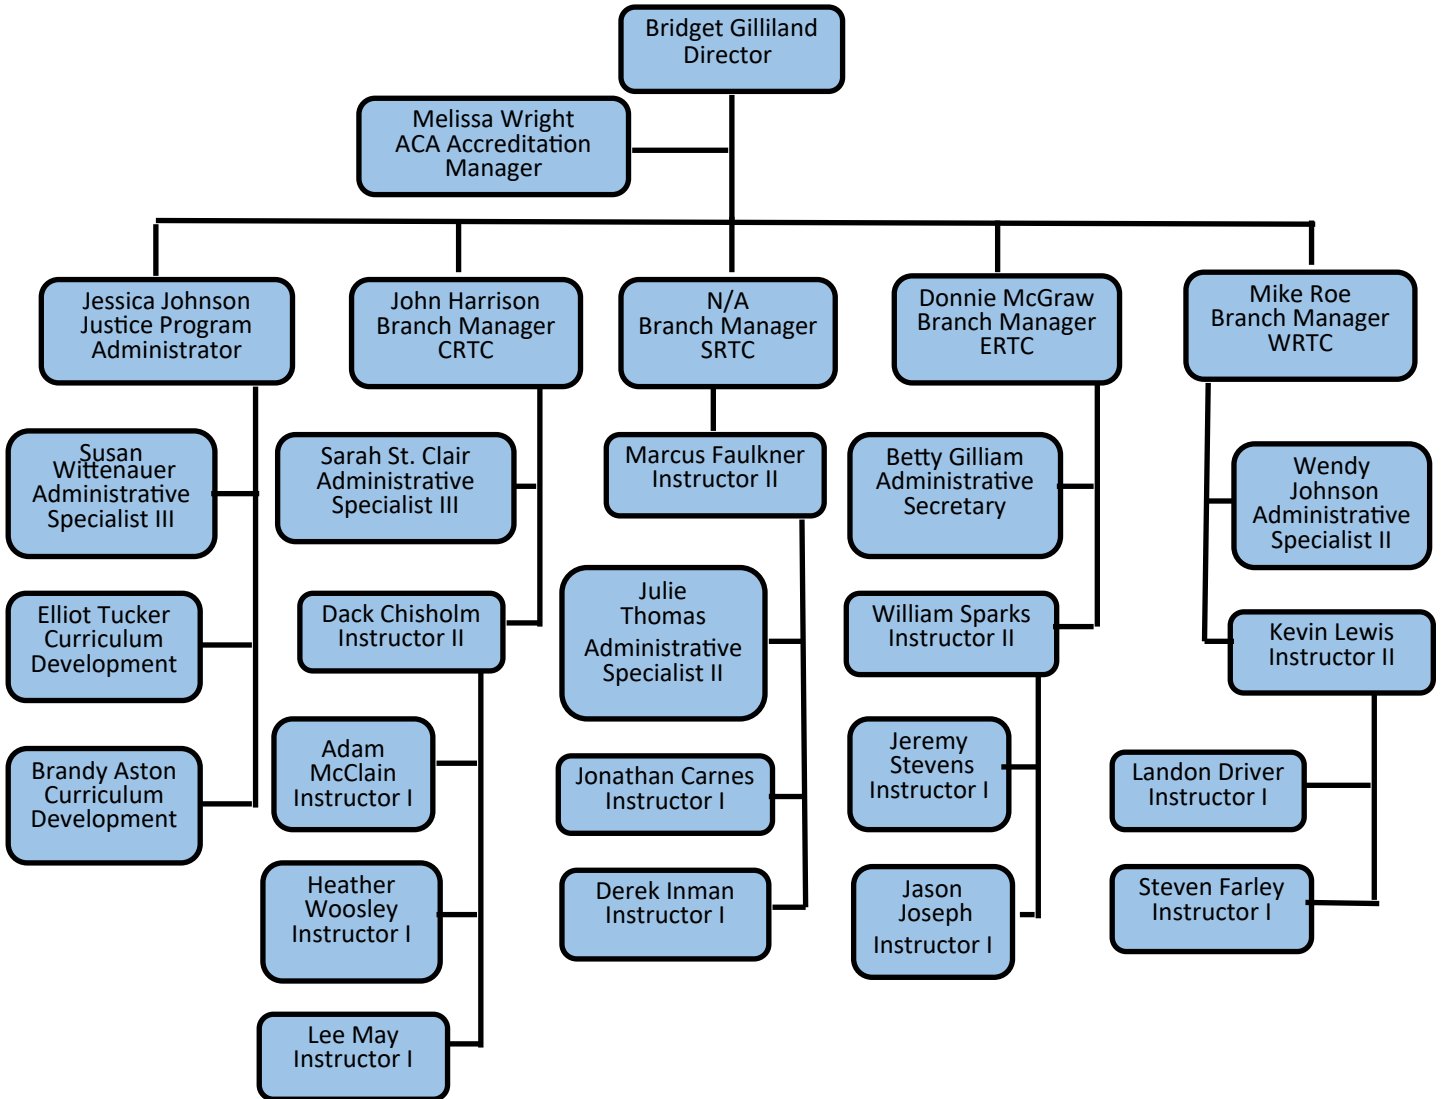 Bridget Gilliland
Director
Melissa Wright
ACA Accreditation
Manager
Jessica Johnson
Justice Program
Administrator
John Harrison
Branch Manager
CRTC
N/A
Branch Manager
SRTC
Donnie McGraw
Branch Manager
ERTC
Mike Roe
Branch Manager
WRTC
Susan
Wittenauer
Administrative
Specialist III
Sarah St. Clair
Administrative
Specialist III
Marcus Faulkner
Instructor II
Betty Gilliam
Administrative
Secretary
Wendy
Johnson
Administrative
Specialist II
Elliot Tucker
Curriculum
Development
Dack Chisholm
Instructor II
Julie
Thomas
Administrative
Specialist II
William Sparks
Instructor II
Kevin Lewis
Instructor II
Brandy Aston
Curriculum
Development
Adam
McClain
Instructor I
Jonathan Carnes
Instructor I
Jeremy
Stevens
Instructor I
Landon Driver
Instructor I
Heather
Woosley
Instructor I
Derek Inman
Instructor I
Jason
Joseph
Instructor I
Steven Farley
Instructor I
Lee May
Instructor I